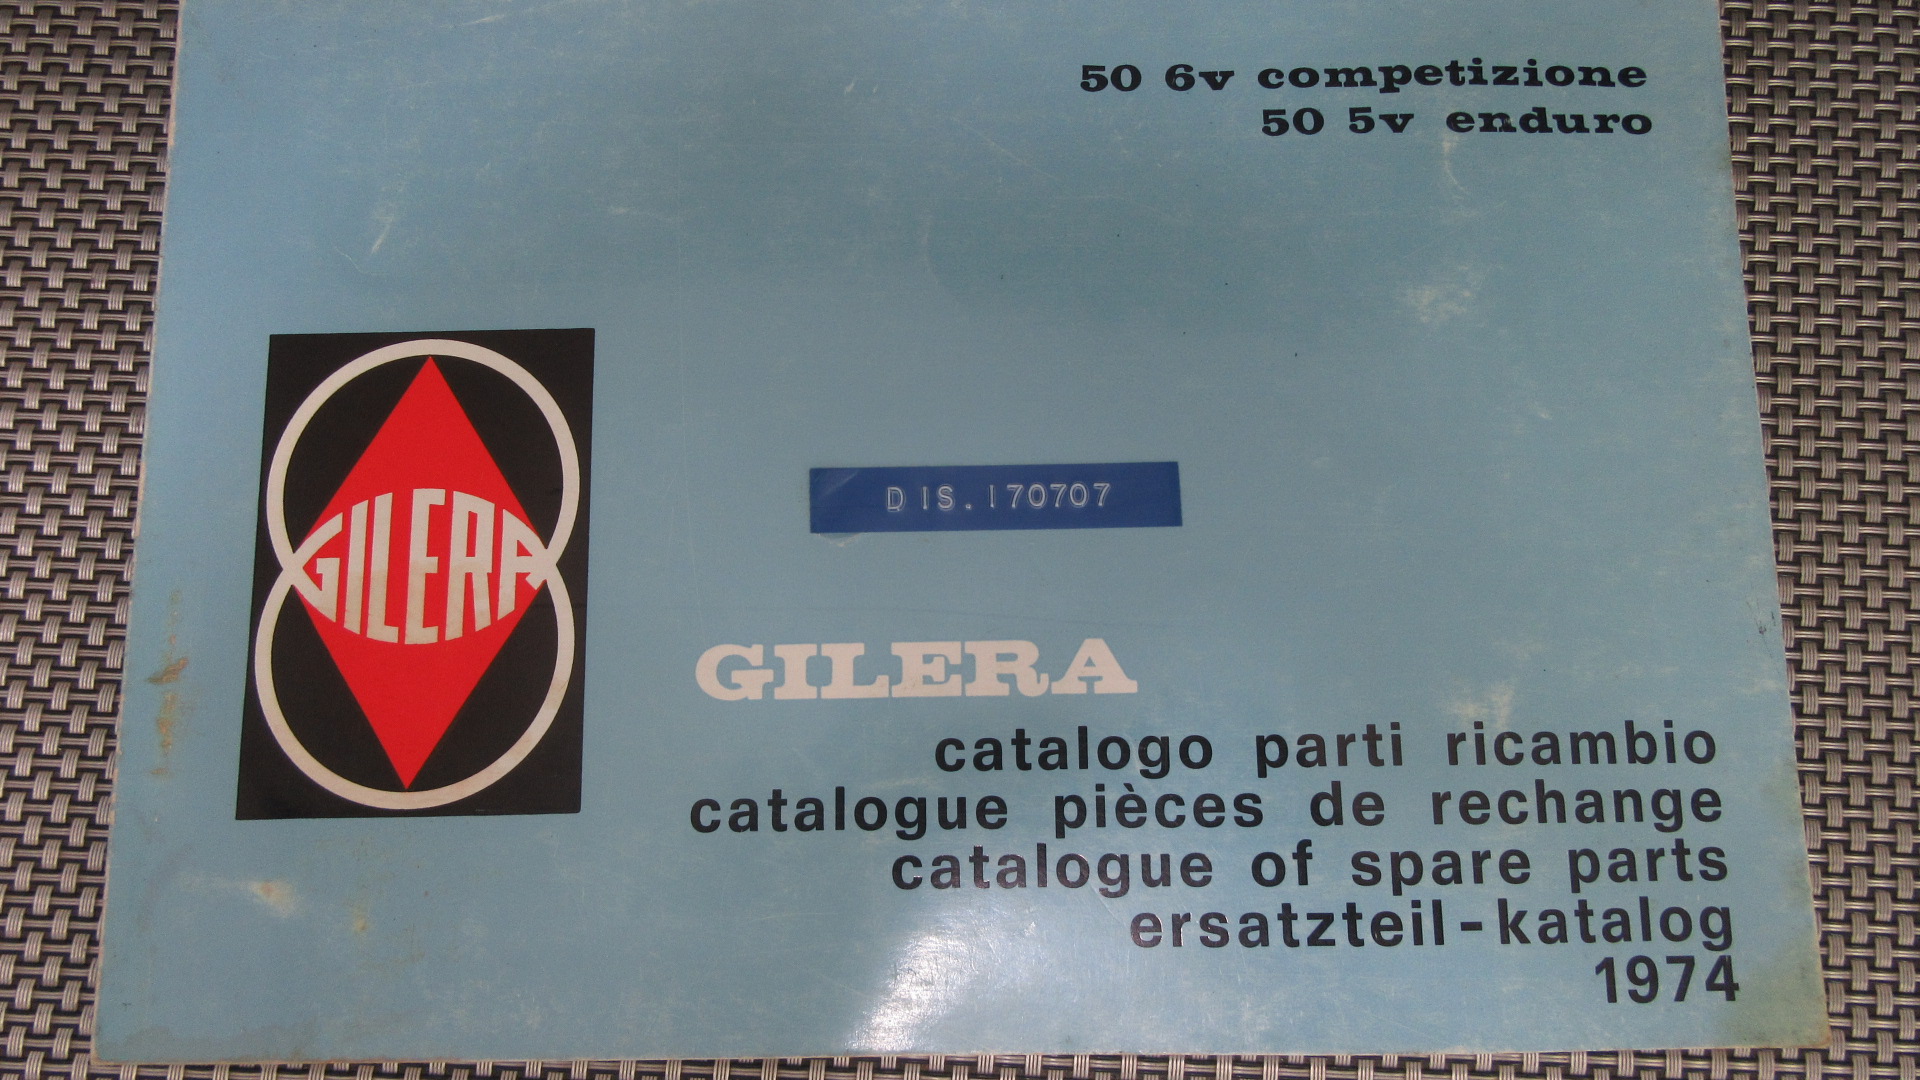 50 6v competizione
50 5v enduro
GILERA
DIS.170707
GILERA
catalogo parti ricambio
catalogue pièces de rechange
catalogue of spare parts
ersatzteil-katalog
1974